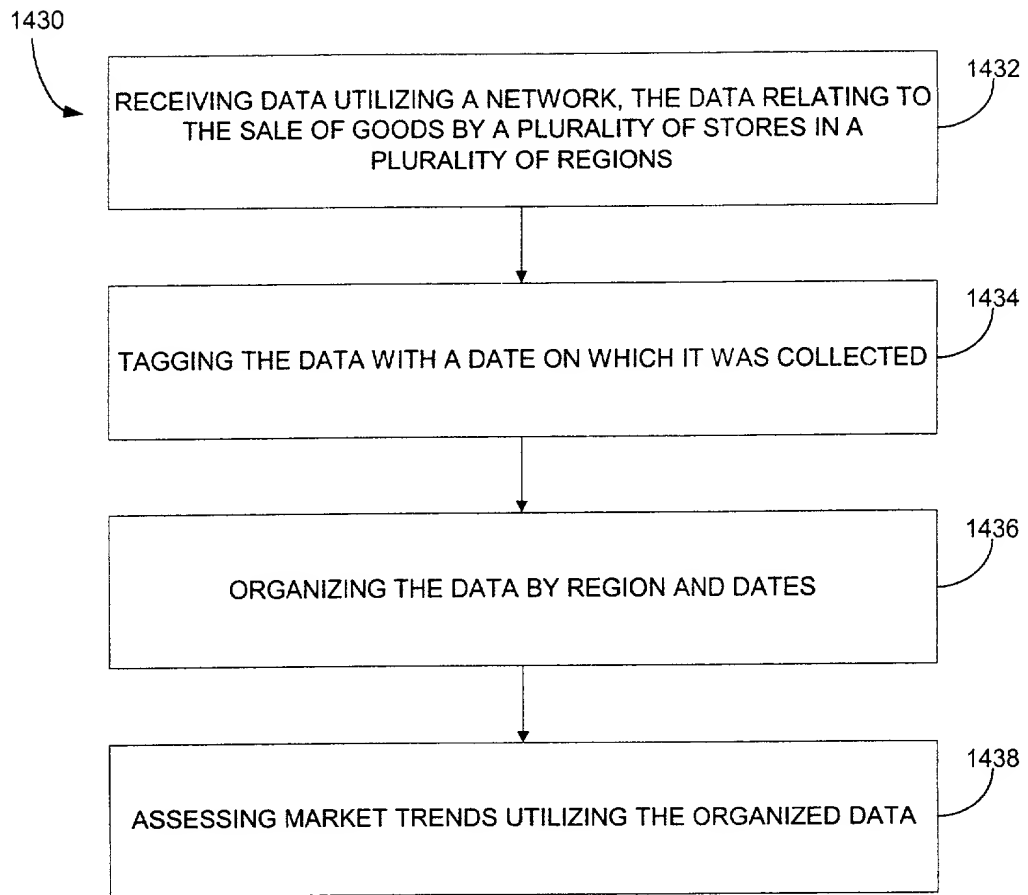 1430
1432
RECEIVING DATA UTILIZING A NETWORK, THE DATA RELATING TO
THE SALE OF GOODS BY A PLURALITY OF STORES IN A
PLURALITY OF REGIONS
1434
TAGGING THE DATA WITH A DATE ON WHICH IT WAS COLLECTED
1436
ORGANIZING THE DATA BY REGION AND DATES
1438
ASSESSING MARKET TRENDS UTILIZING THE ORGANIZED DATA